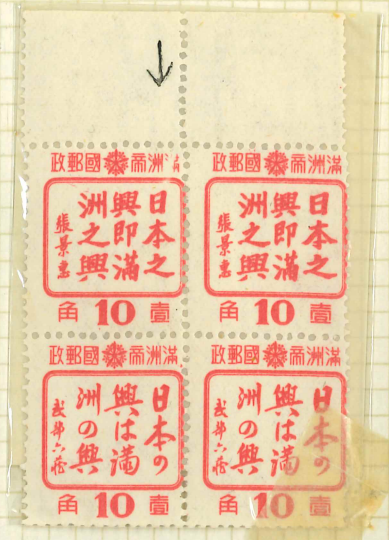 滿洲帝國郵政
日本之
興即滿
洲之興
張景惠
壹10角
滿洲帝國郵政
日本之
興即滿
洲之興
張景惠
壹10角
滿洲帝國郵政
日本の
興は滿
洲の興
武部六蔵
壹10角
滿洲帝國郵政
日本の
興は滿
洲の興
武部六蔵
壹10角